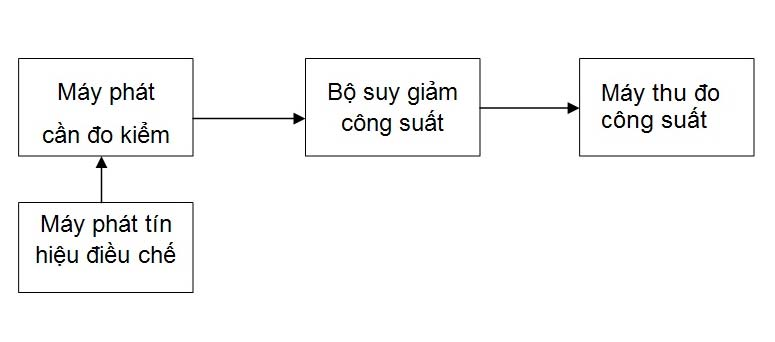 Máy phát
cần đo kiểm
Bộ suy giảm
công suất
Máy thu đo
công suất
Máy phát tín
hiệu điều chế